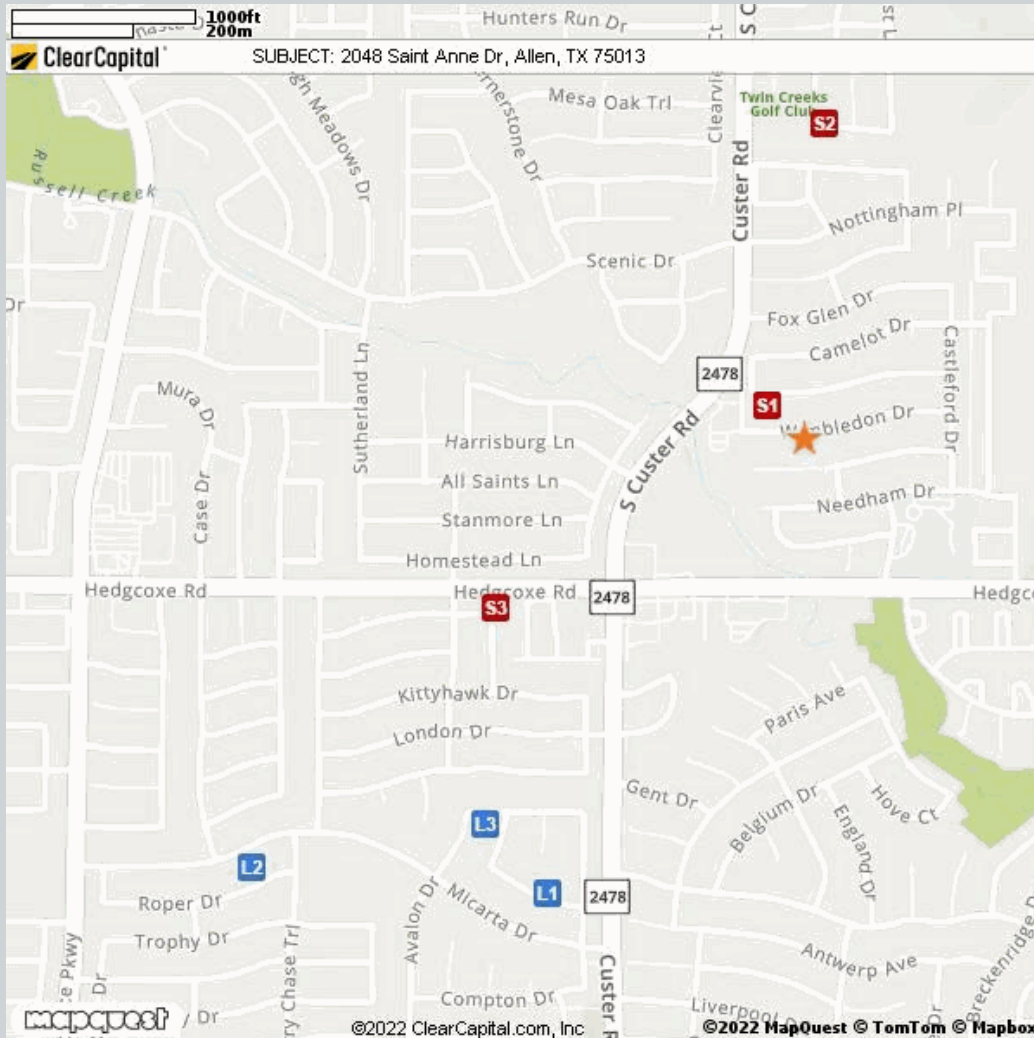 1000ft
200m
Hunters Run Dr
ClearCapital
SUBJECT: 2048 Saint Anne Dr, Allen, TX 75013
Mesa Oak Trl
Twin Creeks
Golf Club
S2
Custer Rd
Russell Creek
Nottingham Pl
Scenic Dr
Fox Glen Dr
Camelot Dr
Castleford Dr
2478
Mura Dr
Sutherland Ln
S1
Wimbledon Dr
Harrisburg Ln
S Custer Rd
All Saints Ln
Case Dr
Needham Dr
Stanmore Ln
Homestead Ln
Hedgcoxe Rd
Hedgcoxe Rd
2478
S3
Kittyhawk Dr
Paris Ave
London Dr
Gent Dr
Hove Ct
Belgium Dr
England Dr
L3
L2
L1
2478
Roper Dr
Avalon Dr
Micarta Dr
Trophy Dr
Antwerp Ave
Compton Dr
mapquest
©2022 ClearCapital.com, Inc
©2022 MapQuest © TomTom © Mapbox